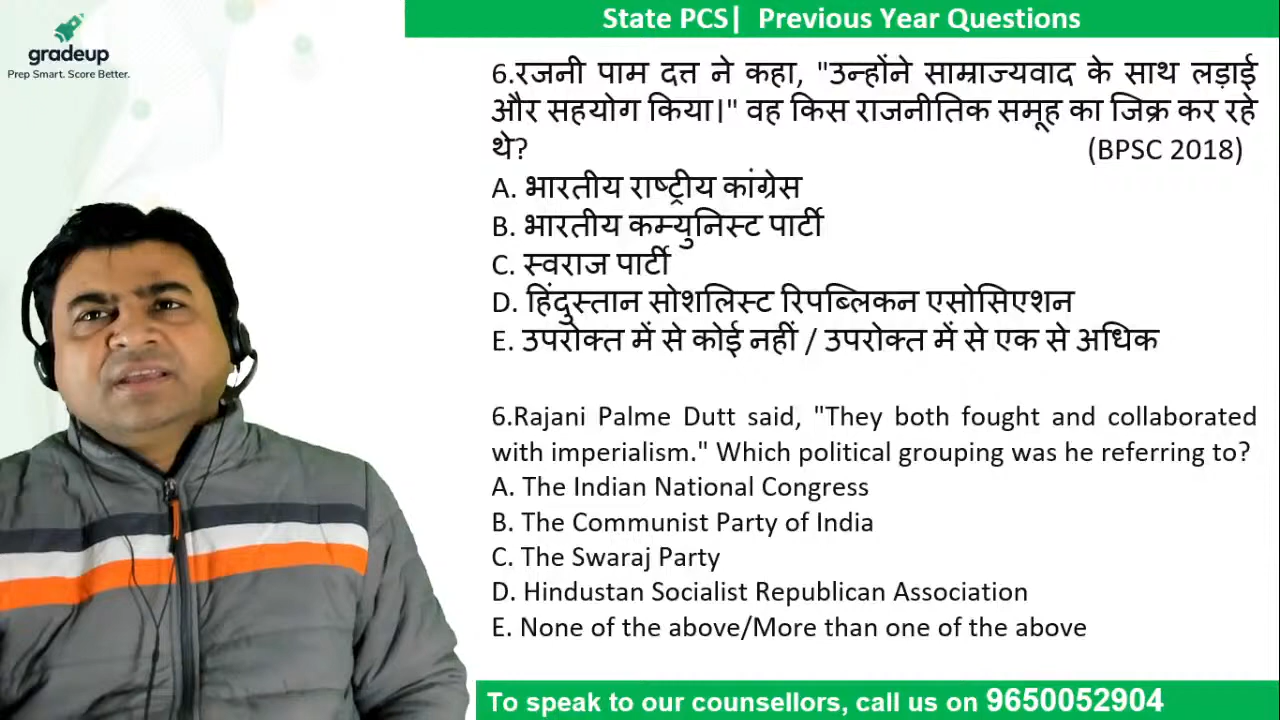 State PCS| Previous Year Questions
gradeup
Prep Smart. Score Better.
6.रजनी पाम दत्त ने कहा, "उन्होंने साम्राज्यवाद के साथ लड़ाई
और सहयोग किया।" वह किस राजनीतिक समूह का जिक्र कर रहे
थे? (BPSC 2018)
A. भारतीय राष्ट्रीय कांग्रेस
B. भारतीय कम्युनिस्ट पार्टी
C. स्वराज पार्टी
D. हिंदुस्तान सोशलिस्ट रिपब्लिकन एसोसिएशन
E. उपरोक्त में से कोई नहीं / उपरोक्त में से एक से अधिक
6.Rajani Palme Dutt said, "They both fought and collaborated
with imperialism." Which political grouping was he referring to?
A. The Indian National Congress
B. The Communist Party of India
C. The Swaraj Party
D. Hindustan Socialist Republican Association
E. None of the above/More than one of the above
To speak to our counsellors, call us on 9650052904